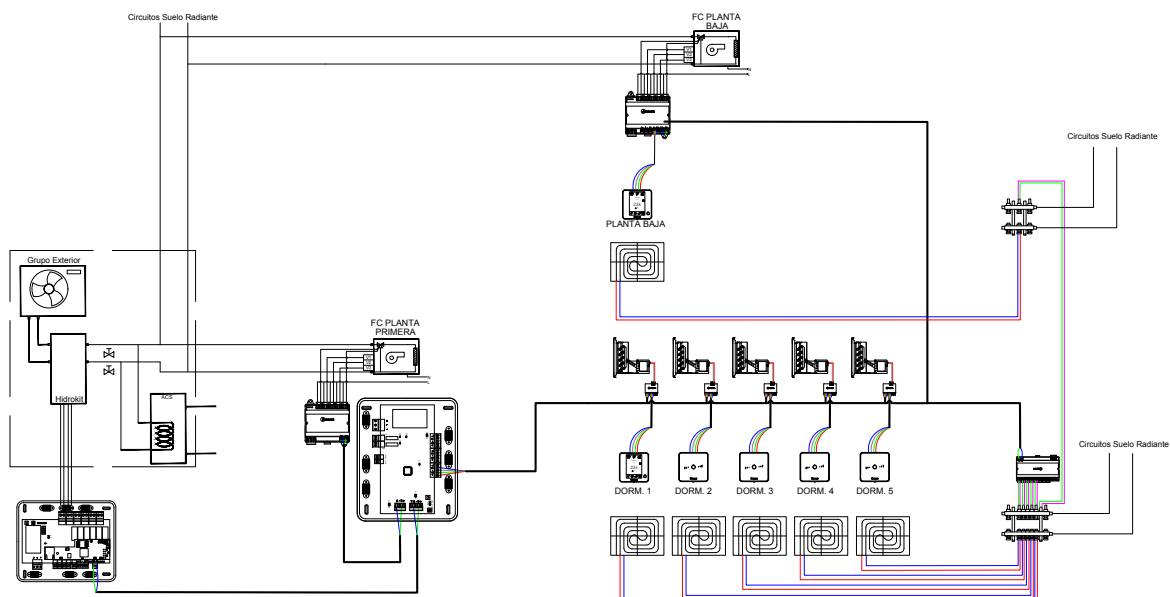 Circuitos Suelo Radiante
FC PLANTA
BAJA
Circuitos Suelo Radiante
PLANTA BAJA
Grupo Exterior
FC PLANTA
PRIMERA
Hidrokit
ACS
Circuitos Suelo Radiante
DORM. 1
DORM. 2
DORM. 3
DORM. 4
DORM. 5